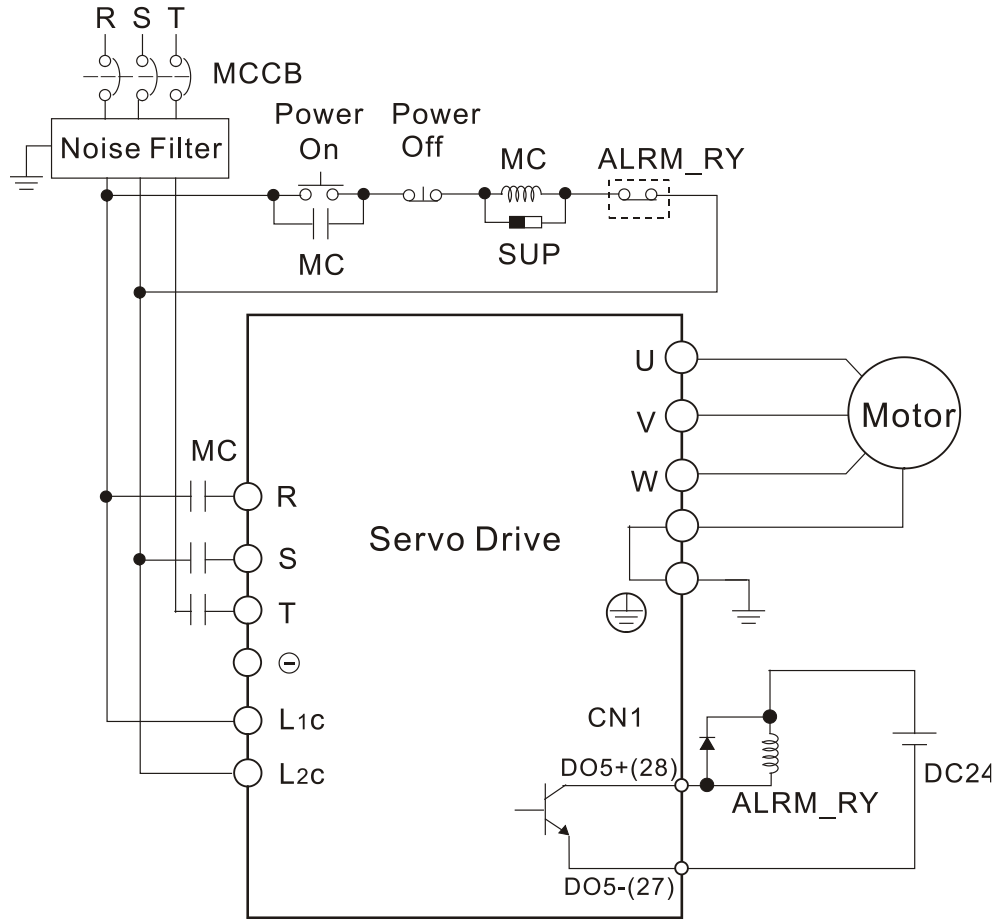 R S T
MCCB
Noise Filter
Power
On
Power
Off
MC
ALRM_RY
MC
SUP
U
V
Motor
W
MC
R
Servo Drive
S
T
⊖
L1c
CN1
L2c
DO5+(28)
ALRM_RY
DC24
DO5-(27)